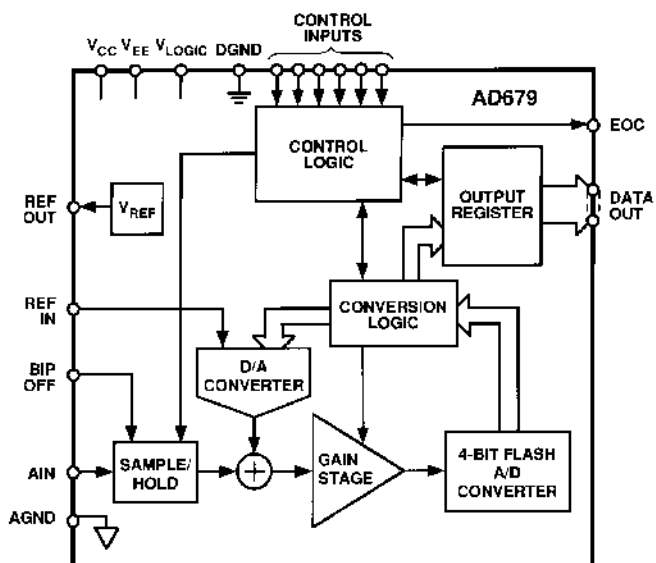 CONTROL
INPUTS
VCC VEE VLOGIC DGND
AD679
EOC
CONTROL
LOGIC
OUTPUT
REGISTER
DATA
OUT
REF
OUT
VREF
REF
IN
CONVERSION
LOGIC
D/A
CONVERTER
BIP
OFF
AIN
SAMPLE/
HOLD
+
GAIN
STAGE
4-BIT FLASH
A/D
CONVERTER
AGND